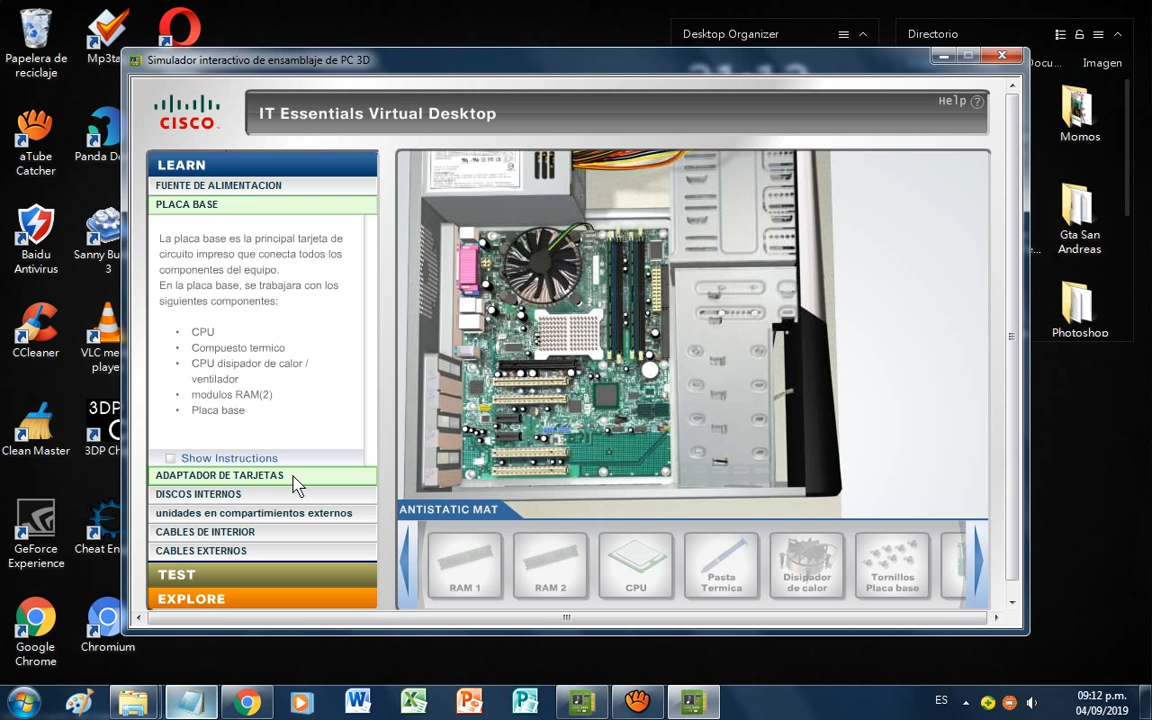 Papelera de
reciclaje
Mp3ta
Desktop Organizer
Directorio
Simulador interactivo de ensamblaje de PC 3D
Imagen
CISCO
IT Essentials Virtual Desktop
Help ?
aTube
Catcher
Panda
Momos
LEARN
FUENTE DE ALIMENTACION
PLACA BASE
La placa base es la principal tarjeta de
circuito impreso que conecta todos los
componentes del equipo.
En la placa base, se trabajara con los
siguientes componentes:
• CPU
• Compuesto termico
• CPU disipador de calor /
ventilador
• modulos RAM(2)
• Placa base
Show Instructions
ADAPTADOR DE TARJETAS
DISCOS INTERNOS
unidades en compartimientos externos
CABLES DE INTERIOR
CABLES EXTERNOS
TEST
EXPLORE
Baidu
Antivirus
Sanny Bu
3
Gta San
Andreas
CCleaner
VLC me
player
Photoshop
Clean Master
3DP
3DP Ch
ANTISTATIC MAT
RAM 1
RAM 2
CPU
Pasta
Termica
Disipador
de calor
Tornillos
Placa base
GeForce
Experience
Cheat En
Google
Chrome
Chromium
ES
09:12 p.m.
04/09/2019